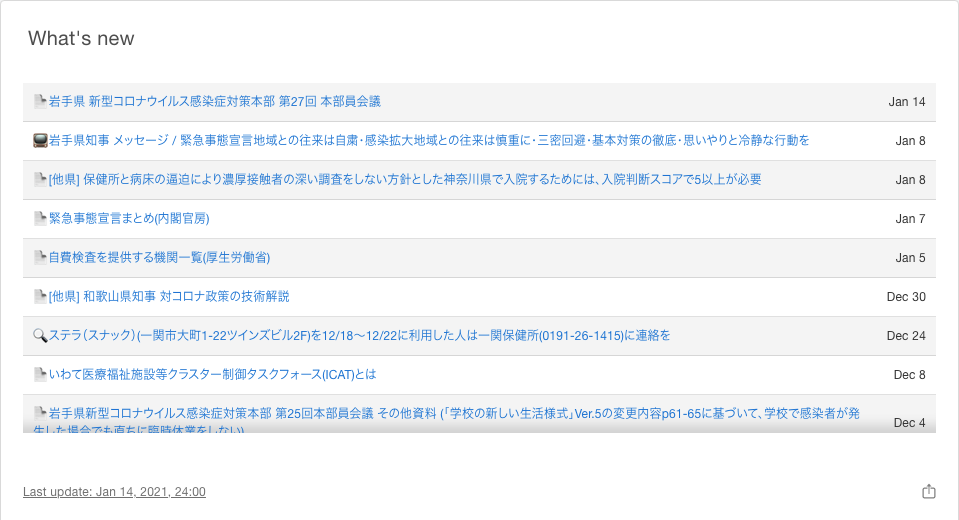 What's new
岩手県 新型コロナウイルス感染症対策本部 第27回 本部員会議 Jan 14
岩手県知事 メッセージ / 緊急事態宣言地域との往来は自粛・感染拡大地域との往来は慎重に・三密回避・基本対策の徹底・思いやりと冷静な行動を Jan 8
[他県] 保健所と病床の逼迫により濃厚接触者の深い調査をしない方針とした神奈川県で入院するためには、入院判断スコアで5以上が必要 Jan 8
緊急事態宣言まとめ(内閣官房) Jan 7
自費検査を提供する機関一覧(厚生労働省) Jan 5
[他県] 和歌山県知事 対コロナ政策の技術解説 Dec 30
ステラ（スナック）(一関市大町1-22ツインズビル2F)を12/18〜12/22に利用した人は一関保健所(0191-26-1415)に連絡を Dec 24
いわて医療福祉施設等クラスター制御タスクフォース(ICAT)とは Dec 8
岩手県新型コロナウイルス感染症対策本部 第25回本部員会議 その他資料 (「学校の新しい生活様式」Ver.5の変更内容p61-65に基づいて、学校で感染者が発 Dec 4
生した場合でも直ちに臨時休業をしない)
Last update: Jan 14, 2021, 24:00